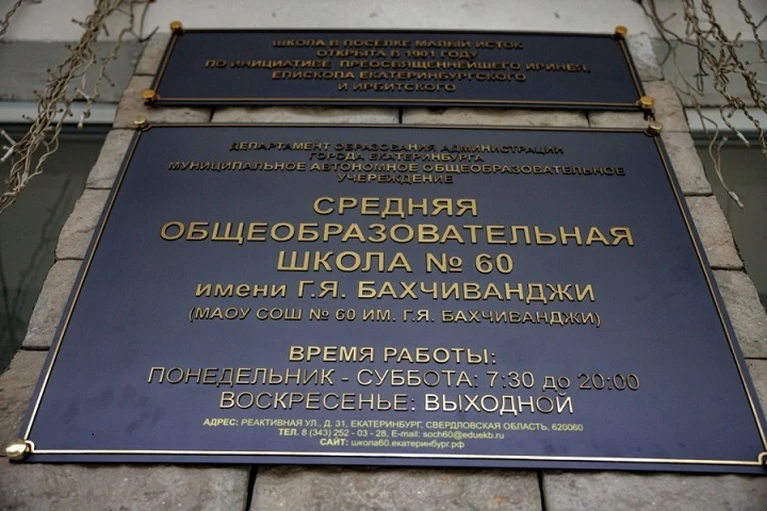 ШКОЛА В ПОСЕЛКЕ МАЛЫЙ ИСТОК
ОТКРЫТА В 1901 ГОДУ
ПО ИНИЦИАТИВЕ ПРЕОСВЯЩЕННЕЙШЕГО ИРИНЕЯ,
ЕПИСКОПА ЕКАТЕРИНБУРГСКОГО
И ИРБИТСКОГО
ДЕПАРТАМЕНТ ОБРАЗОВАНИЯ АДМИНИСТРАЦИИ
ГОРОДА ЕКАТЕРИНБУРГА
МУНИЦИПАЛЬНОЕ АВТОНОМНОЕ ОБЩЕОБРАЗОВАТЕЛЬНОЕ
УЧЕРЕЖДЕНИЕ
СРЕДНЯЯ
ОБЩЕОБРАЗОВАТЕЛЬНАЯ
ШКОЛА № 60
имени Г.Я. БАХЧИВАНДЖИ
(МАОУ СОШ № 60 ИМ. Г.Я. БАХЧИВАНДЖИ)
ВРЕМЯ РАБОТЫ:
ПОНЕДЕЛЬНИК - СУББОТА: 7:30 до 20:00
ВОСКРЕСЕНЬЕ: ВЫХОДНОЙ
АДРЕС: РЕАКТИВНАЯ УЛ., Д. 31, ЕКАТЕРИНБУРГ, СВЕРДЛОВСКАЯ ОБЛАСТЬ, 620060
ТЕЛ. 8 (343) 252 - 03 - 28, E-mail: soch60@eduekb.ru
САЙТ: школа60.екатеринбург.рф